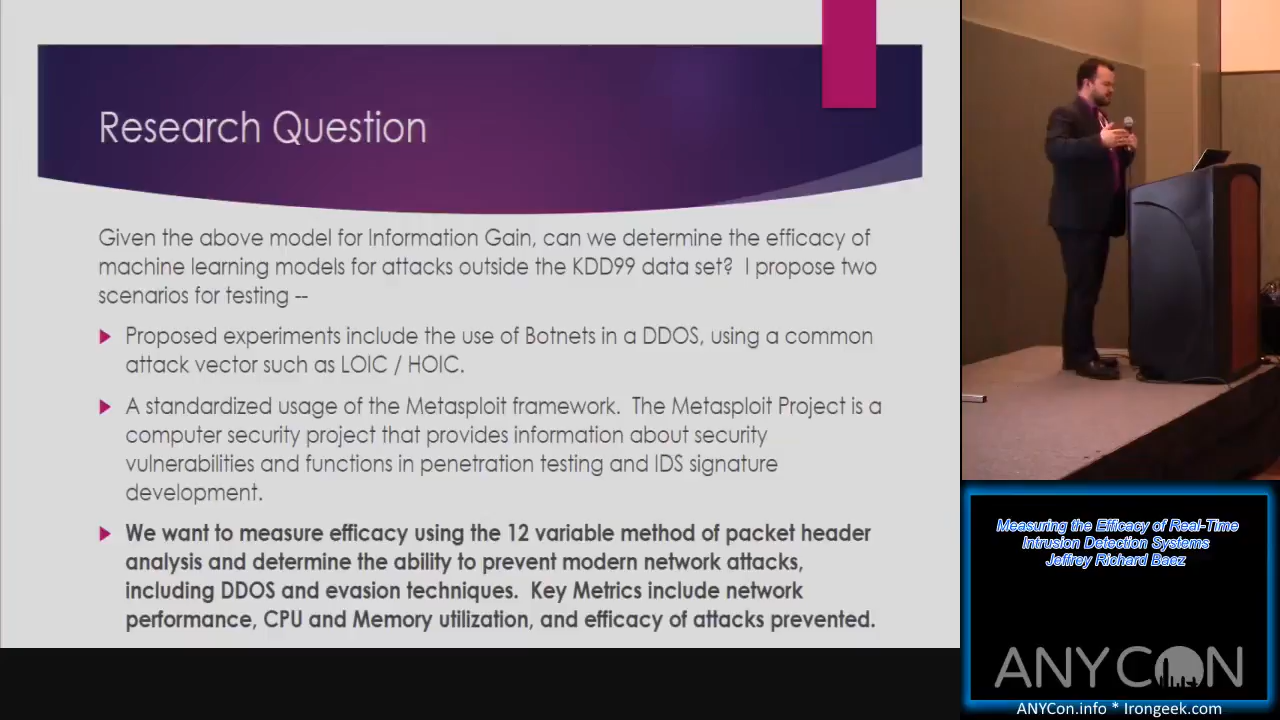 Research Question
Given the above model for Information Gain, can we determine the efficacy of
machine learning models for attacks outside the KDD99 data set?  I propose two
scenarios for testing --
Proposed experiments include the use of Botnets in a DDOS, using a common
attack vector such as LOIC / HOIC.
A standardized usage of the Metasploit framework.  The Metasploit Project is a
computer security project that provides information about security
vulnerabilities and functions in penetration testing and IDS signature
development.
We want to measure efficacy using the 12 variable method of packet header
analysis and determine the ability to prevent modern network attacks,
including DDOS and evasion techniques.  Key Metrics include network
performance, CPU and Memory utilization, and efficacy of attacks prevented.
Measuring the Efficacy of Real-Time
Intrusion Detection Systems
Jeffrey Richard Baez
ANYCON
ANYCon.info * Irongeek.com